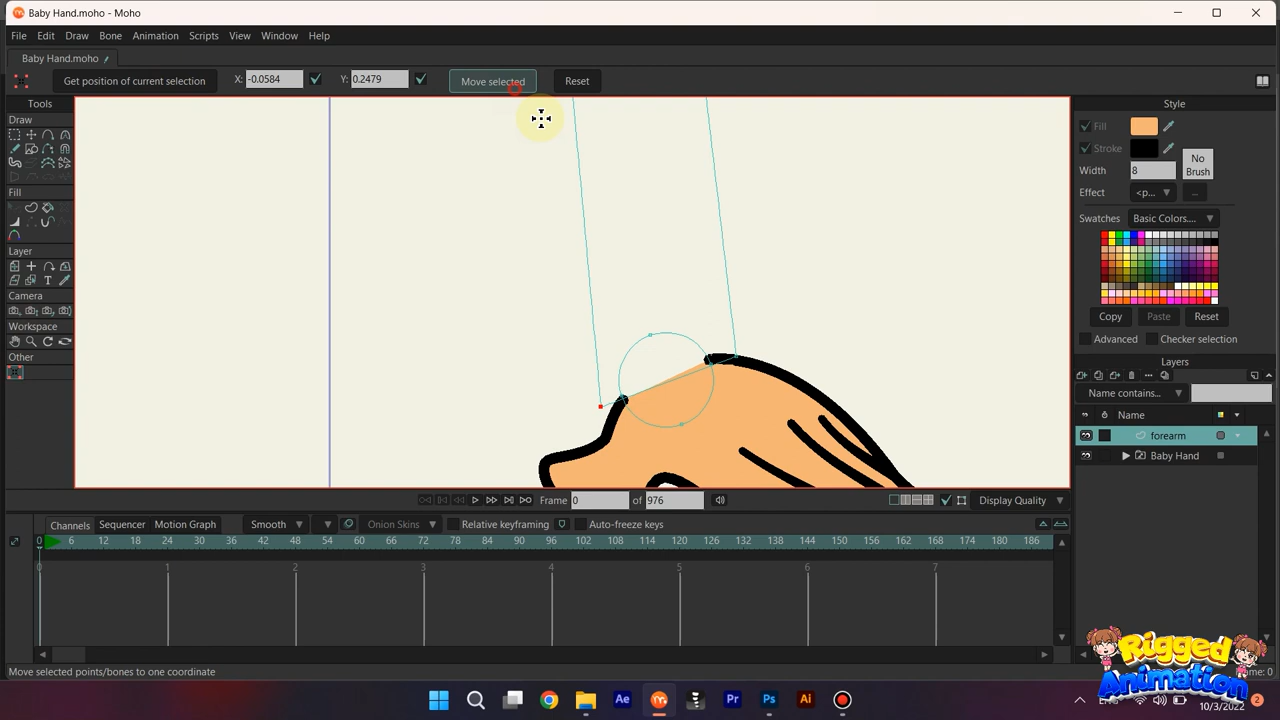 Baby Hand.moho - Moho
File Edit Draw Bone Animation Scripts View Window Help
Baby Hand.moho
Get position of current selection X: -0.0584 Y: 0.2479 Move selected Reset
Tools
Draw
Fill
Layer
Camera
Workspace
Other
Style
Fill
Stroke
No Brush
Width 8
Effect <p... ...
Swatches Basic Colors....
Copy Paste Reset
Advanced Checker selection
Layers
Name contains...
Name
forearm
Baby Hand
Frame 0 of 976 Display Quality
Channels Sequencer Motion Graph Smooth Onion Skins Relative keyframing Auto-freeze keys
0 6 12 18 24 30 36 42 48 54 60 66 72 78 84 90 96 102 108 114 120 126 132 138 144 150 156 162 168 174 180 186
0 1 2 3 4 5 6 7
Move selected points/bones to one coordinate
Rigged
Animation
10/3/2022 2